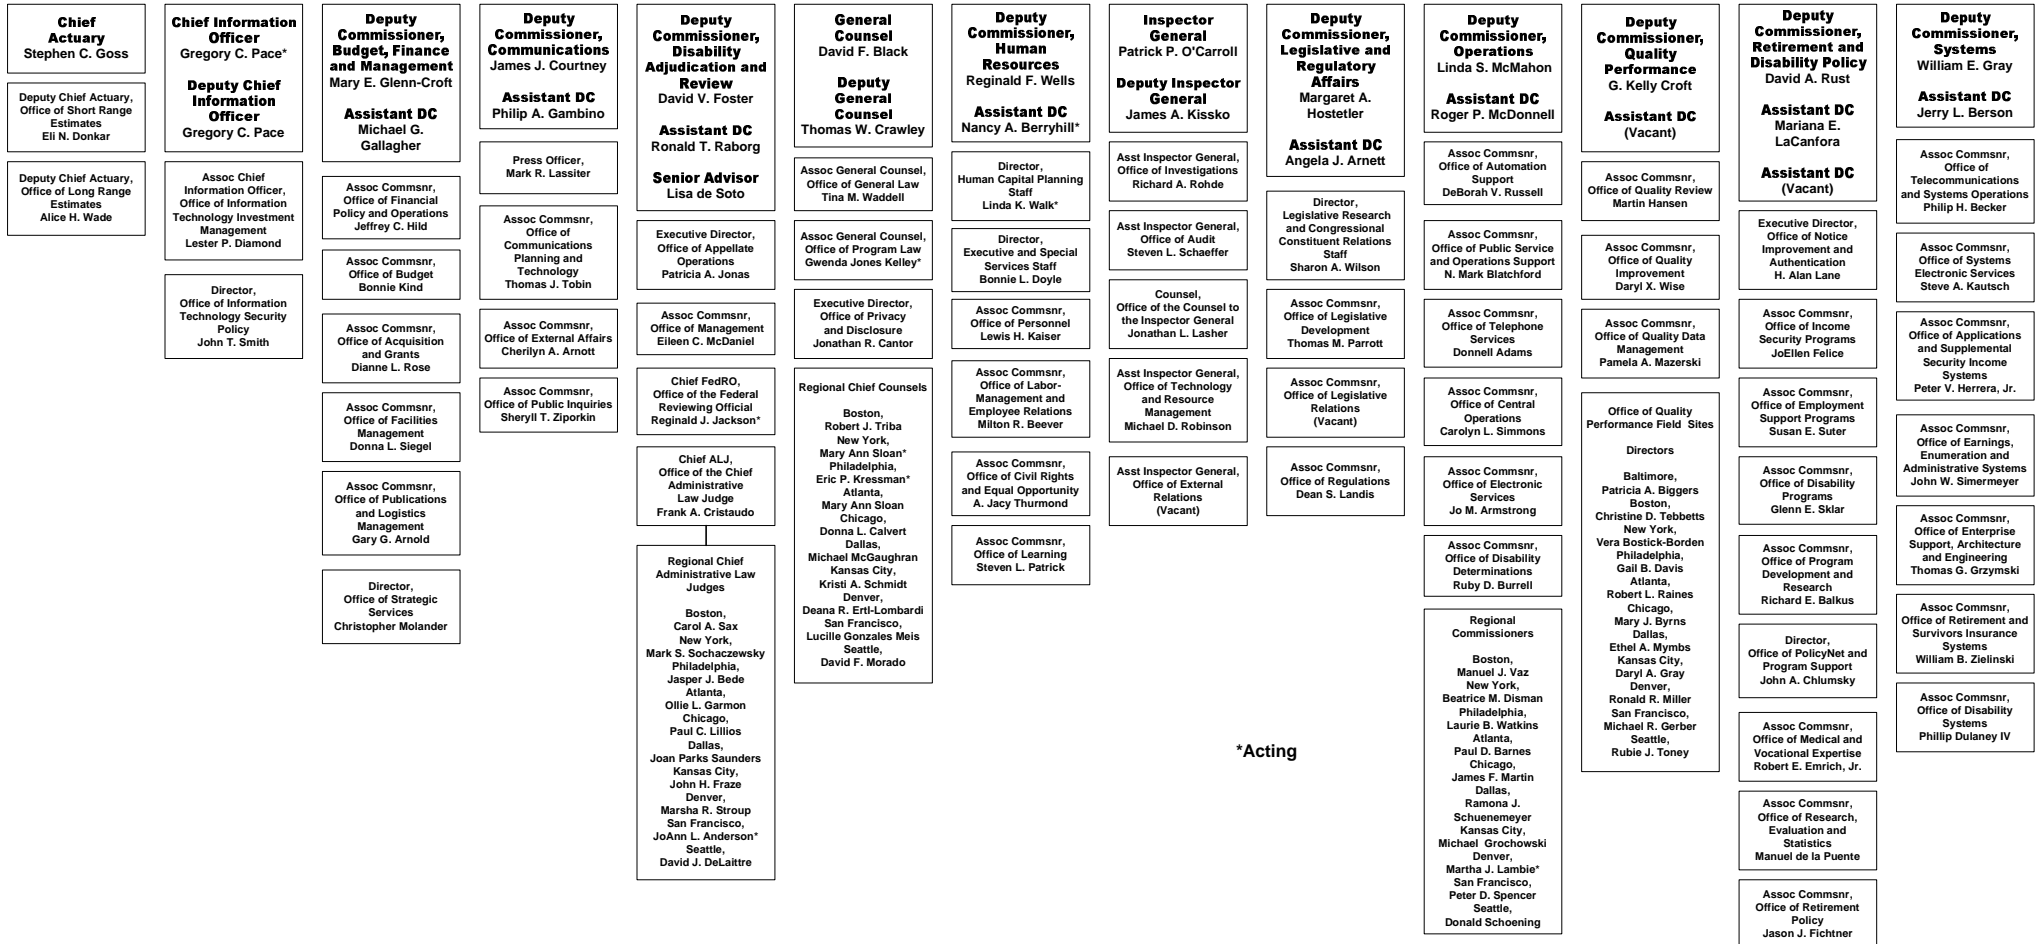 Chief
Actuary
Stephen C. Goss
Deputy Chief Actuary,
Office of Short Range
Estimates
Eli N. Donkar
Deputy Chief Actuary,
Office of Long Range
Estimates
Alice H. Wade
Chief Information
Officer
Gregory C. Pace*
Deputy Chief
Information
Officer
Gregory C. Pace
Assoc Chief
Information Officer,
Office of Information
Technology Investment
Management
Lester P. Diamond
Director,
Office of Information
Technology Security
Policy
John T. Smith
Deputy
Commissioner,
Budget, Finance
and Management
Mary E. Glenn-Croft
Assistant DC
Michael G.
Gallagher
Assoc Commsnr,
Office of Financial
Policy and Operations
Jeffrey C. Hild
Assoc Commsnr,
Office of Budget
Bonnie Kind
Assoc Commsnr,
Office of Acquisition
and Grants
Dianne L. Rose
Assoc Commsnr,
Office of Facilities
Management
Donna L. Siegel
Assoc Commsnr,
Office of Publications
and Logistics
Management
Gary G. Arnold
Director,
Office of Strategic
Services
Christopher Molander
Deputy
Commissioner,
Communications
James J. Courtney
Assistant DC
Philip A. Gambino
Press Officer,
Mark R. Lassiter
Assoc Commsnr,
Office of
Communications
Planning and
Technology
Thomas J. Tobin
Assoc Commsnr,
Office of External Affairs
Cherilyn A. Arnott
Assoc Commsnr,
Office of Public Inquiries
Sheryll T. Ziporkin
Deputy
Commissioner,
Disability
Adjudication and
Review
David V. Foster
Assistant DC
Ronald T. Raborg
Senior Advisor
Lisa de Soto
Executive Director,
Office of Appellate
Operations
Patricia A. Jonas
Assoc Commsnr,
Office of Management
Eileen C. McDaniel
Chief FedRO,
Office of the Federal
Reviewing Official
Reginald J. Jackson*
Chief ALJ,
Office of the Chief
Administrative
Law Judge
Frank A. Cristaudo
Regional Chief
Administrative Law
Judges
Boston,
Carol A. Sax
New York,
Mark S. Sochaczewsky
Philadelphia,
Jasper J. Bede
Atlanta,
Ollie L. Garmon
Chicago,
Paul C. Lillios
Dallas,
Joan Parks Saunders
Kansas City,
John H. Fraze
Denver,
Marsha R. Stroup
San Francisco,
JoAnn L. Anderson*
Seattle,
David J. DeLaittre
General
Counsel
David F. Black
Deputy
General
Counsel
Thomas W. Crawley
Assoc General Counsel,
Office of General Law
Tina M. Waddell
Assoc General Counsel,
Office of Program Law
Gwenda Jones Kelley*
Executive Director,
Office of Privacy
and Disclosure
Jonathan R. Cantor
Regional Chief Counsels
Boston,
Robert J. Triba
New York,
Mary Ann Sloan*
Philadelphia,
Eric P. Kressman*
Atlanta,
Mary Ann Sloan
Chicago,
Donna L. Calvert
Dallas,
Michael McGaughran
Kansas City,
Kristi A. Schmidt
Denver,
Deana R. Ertl-Lombardi
San Francisco,
Lucille Gonzales Meis
Seattle,
David F. Morado
Deputy
Commissioner,
Human
Resources
Reginald F. Wells
Assistant DC
Nancy A. Berryhill*
Director,
Human Capital Planning
Staff
Linda K. Walk*
Director,
Executive and Special
Services Staff
Bonnie L. Doyle
Assoc Commsnr,
Office of Personnel
Lewis H. Kaiser
Assoc Commsnr,
Office of Labor-
Management and
Employee Relations
Milton R. Beever
Assoc Commsnr,
Office of Civil Rights
and Equal Opportunity
A. Jacy Thurmond
Assoc Commsnr,
Office of Learning
Steven L. Patrick
Inspector
General
Patrick P. O'Carroll
Deputy Inspector
General
James A. Kissko
Asst Inspector General,
Office of Investigations
Richard A. Rohde
Asst Inspector General,
Office of Audit
Steven L. Schaeffer
Counsel,
Office of the Counsel to
the Inspector General
Jonathan L. Lasher
Asst Inspector General,
Office of Technology
and Resource
Management
Michael D. Robinson
Asst Inspector General,
Office of External
Relations
(Vacant)
Deputy
Commissioner,
Legislative and
Regulatory
Affairs
Margaret A.
Hostetler
Assistant DC
Angela J. Arnett
Director,
Legislative Research
and Congressional
Constituent Relations
Staff
Sharon A. Wilson
Assoc Commsnr,
Office of Legislative
Development
Thomas M. Parrott
Assoc Commsnr,
Office of Legislative
Relations
(Vacant)
Assoc Commsnr,
Office of Regulations
Dean S. Landis
*Acting
Deputy
Commissioner,
Operations
Linda S. McMahon
Assistant DC
Roger P. McDonnell
Assoc Commsnr,
Office of Automation
Support
DeBorah V. Russell
Assoc Commsnr,
Office of Public Service
and Operations Support
N. Mark Blatchford
Assoc Commsnr,
Office of Telephone
Services
Donnell Adams
Assoc Commsnr,
Office of Central
Operations
Carolyn L. Simmons
Assoc Commsnr,
Office of Electronic
Services
Jo M. Armstrong
Assoc Commsnr,
Office of Disability
Determinations
Ruby D. Burrell
Regional
Commissioners
Boston,
Manuel J. Vaz
New York,
Beatrice M. Disman
Philadelphia,
Laurie B. Watkins
Atlanta,
Paul D. Barnes
Chicago,
James F. Martin
Dallas,
Ramona J.
Schuenemeyer
Kansas City,
Michael Grochowski
Denver,
Martha J. Lambie*
San Francisco,
Peter D. Spencer
Seattle,
Donald Schoening
Deputy
Commissioner,
Quality
Performance
G. Kelly Croft
Assistant DC
(Vacant)
Assoc Commsnr,
Office of Quality Review
Martin Hansen
Assoc Commsnr,
Office of Quality
Improvement
Daryl X. Wise
Assoc Commsnr,
Office of Quality Data
Management
Pamela A. Mazerski
Office of Quality
Performance Field Sites
Directors
Baltimore,
Patricia A. Biggers
Boston,
Christine D. Tebbetts
New York,
Vera Bostick-Borden
Philadelphia,
Gail B. Davis
Atlanta,
Robert L. Raines
Chicago,
Mary J. Byrns
Dallas,
Ethel A. Mymbs
Kansas City,
Daryl A. Gray
Denver,
Ronald R. Miller
San Francisco,
Michael R. Gerber
Seattle,
Rubie J. Toney
Deputy
Commissioner,
Retirement and
Disability Policy
David A. Rust
Assistant DC
Mariana E.
LaCanfora
Assistant DC
(Vacant)
Executive Director,
Office of Notice
Improvement and
Authentication
H. Alan Lane
Assoc Commsnr,
Office of Income
Security Programs
JoEllen Felice
Assoc Commsnr,
Office of Employment
Support Programs
Susan E. Suter
Assoc Commsnr,
Office of Disability
Programs
Glenn E. Sklar
Assoc Commsnr,
Office of Program
Development and
Research
Richard E. Balkus
Director,
Office of PolicyNet and
Program Support
John A. Chlumsky
Assoc Commsnr,
Office of Medical and
Vocational Expertise
Robert E. Emrich, Jr.
Assoc Commsnr,
Office of Research,
Evaluation and
Statistics
Manuel de la Puente
Assoc Commsnr,
Office of Retirement
Policy
Jason J. Fichtner
Deputy
Commissioner,
Systems
William E. Gray
Assistant DC
Jerry L. Berson
Assoc Commsnr,
Office of
Telecommunications
and Systems Operations
Philip H. Becker
Assoc Commsnr,
Office of Systems
Electronic Services
Steve A. Kautsch
Assoc Commsnr,
Office of Applications
and Supplemental
Security Income
Systems
Peter V. Herrera, Jr.
Assoc Commsnr,
Office of Earnings,
Enumeration and
Administrative Systems
John W. Simermeyer
Assoc Commsnr,
Office of Enterprise
Support, Architecture
and Engineering
Thomas G. Grzymski
Assoc Commsnr,
Office of Retirement and
Survivors Insurance
Systems
William B. Zielinski
Assoc Commsnr,
Office of Disability
Systems
Phillip Dulaney IV